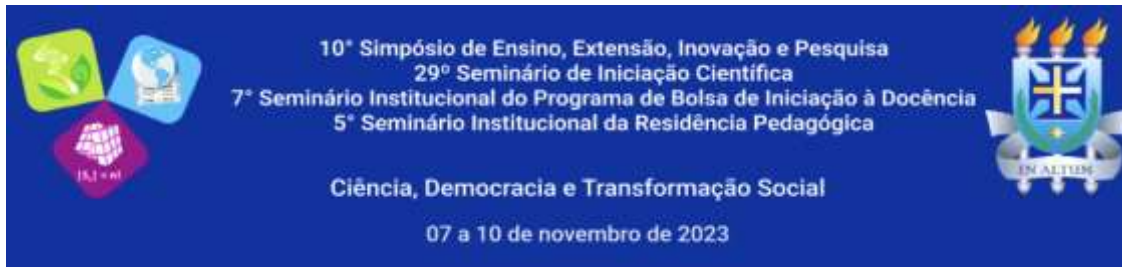 10° Simpósio de Ensino, Extensão, Inovação e Pesquisa
29º Seminário de Iniciação Científica
7° Seminário Institucional do Programa de Bolsa de Iniciação à Docência
5° Seminário Institucional da Residência Pedagógica
Ciência, Democracia e Transformação Social
07 a 10 de novembro de 2023
IN ALTUM